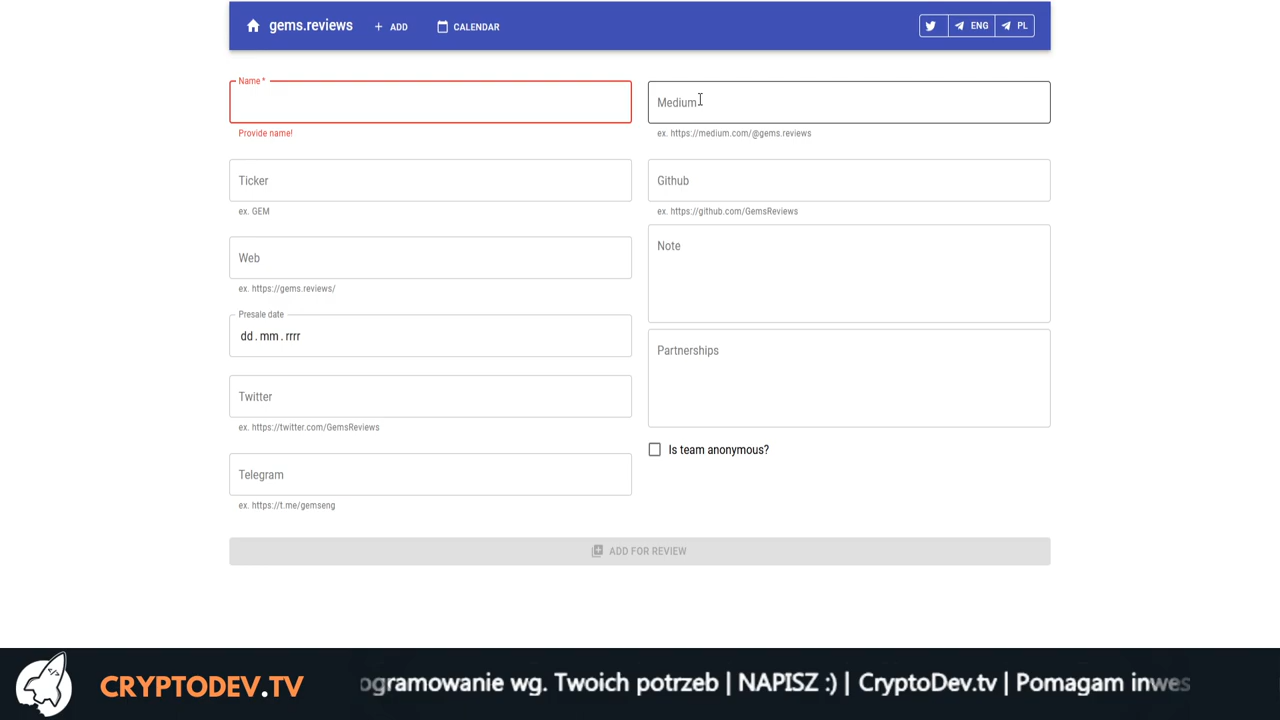 gems.reviews
ADD
CALENDAR
ENG
PL
Name *
Provide name!
Ticker
ex. GEM
Web
ex. https://gems.reviews/
Presale date
dd.mm.rrrr
Twitter
ex. https://twitter.com/GemsReviews
Telegram
ex. https://t.me/gemseng
Medium
ex. https://medium.com/@gems.reviews
Github
ex. https://github.com/GemsReviews
Note
Partnerships
Is team anonymous?
ADD FOR REVIEW
CRYPTODEV.TV
ogramowanie wg. Twoich potrzeb | NAPISZ :) | CryptoDev.tv | Pomagam inwes